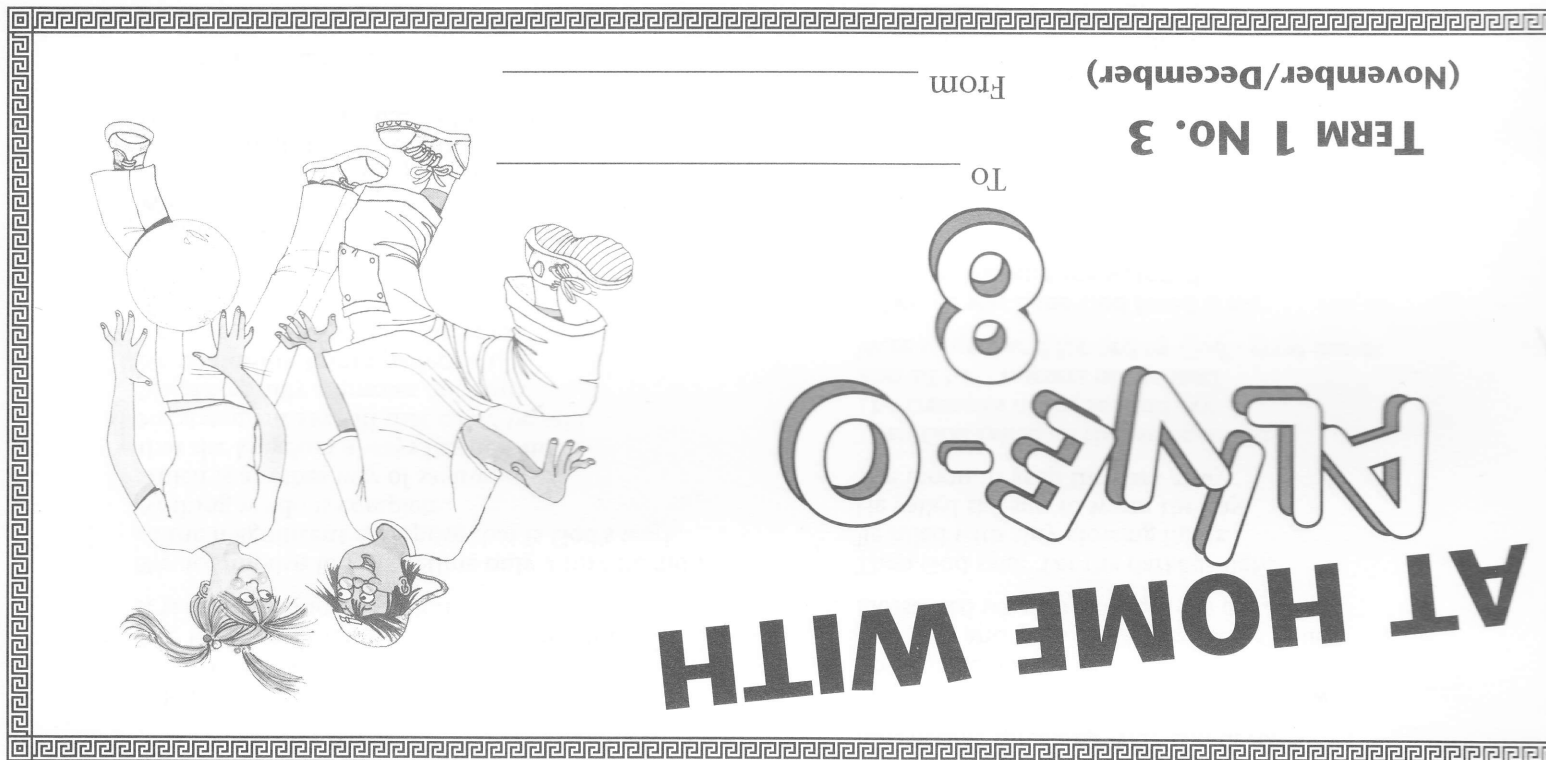 AT HOME WITH
ALIVE-O
8
TERM 1 No. 3
(November/December)
To
From